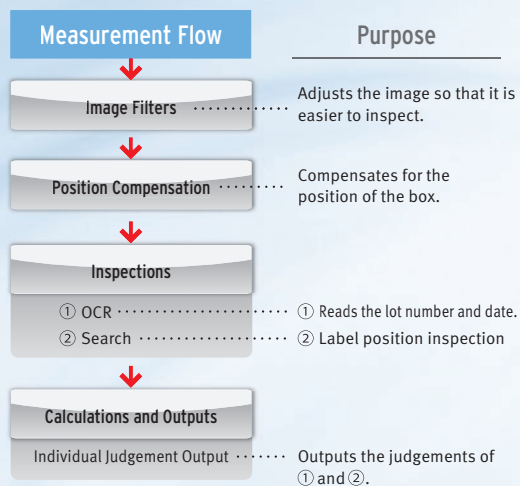 Measurement Flow Purpose
Image Filters ············ Adjusts the image so that it is
easier to inspect.
Position Compensation ········· Compensates for the
position of the box.
Inspections
① OCR ······················ ① Reads the lot number and date.
② Search ··················· ② Label position inspection
Calculations and Outputs
Individual Judgement Output ······· Outputs the judgements of
① and ②.